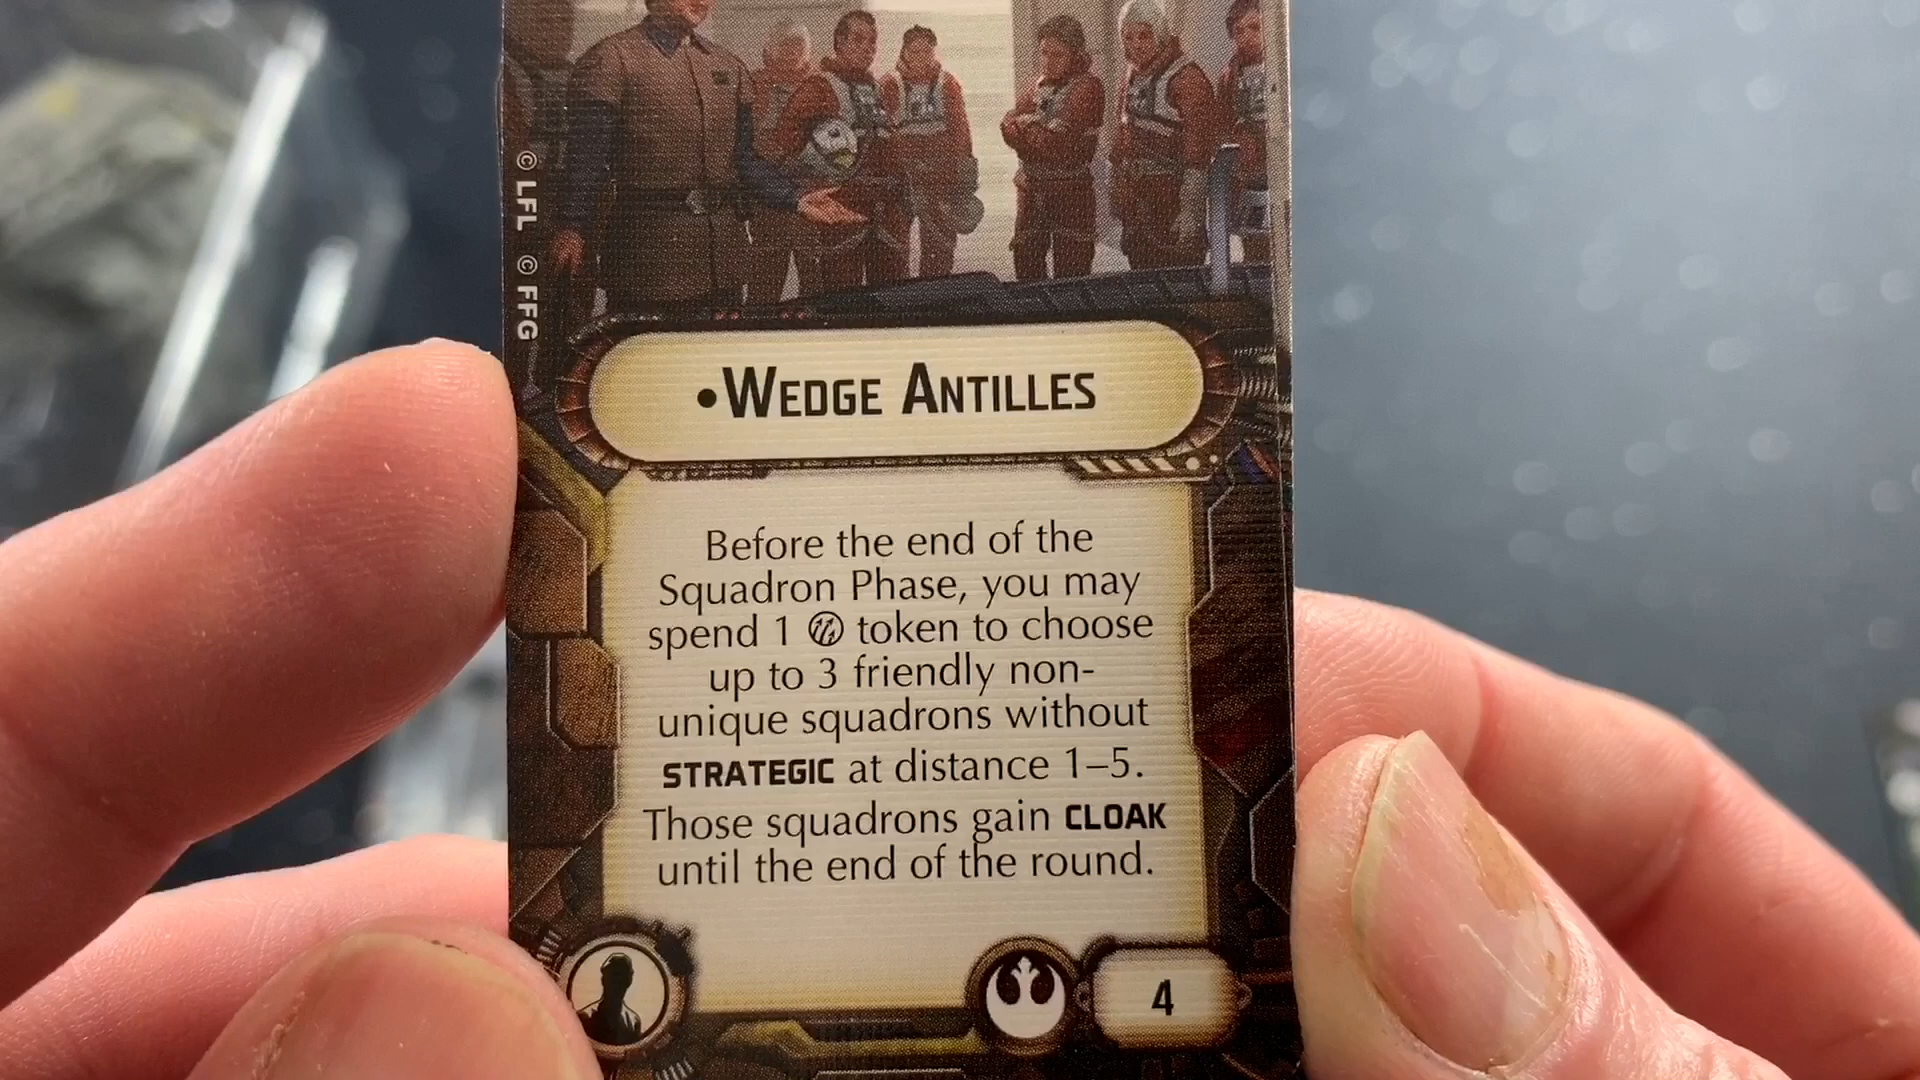 © LFL © FFG
•WEDGE ANTILLES
Before the end of the
Squadron Phase, you may
spend 1 token to choose
up to 3 friendly non-
unique squadrons without
STRATEGIC at distance 1–5.
Those squadrons gain CLOAK
until the end of the round.
4